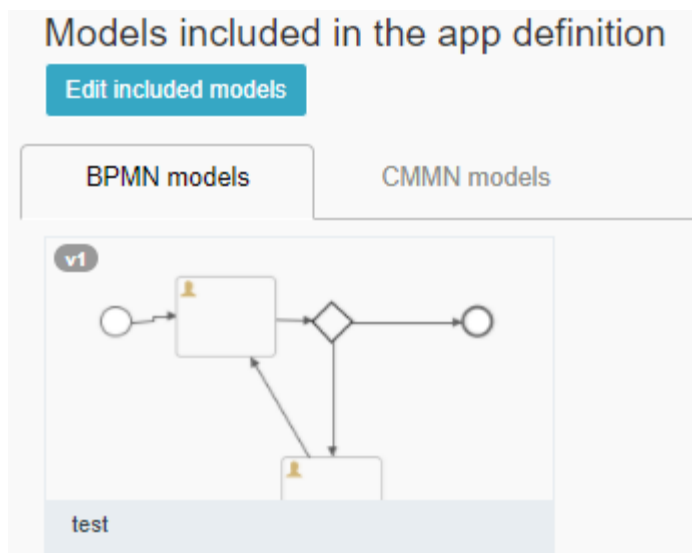 Models included in the app definition
Edit included models
BPMN models
CMMN models
v1
test